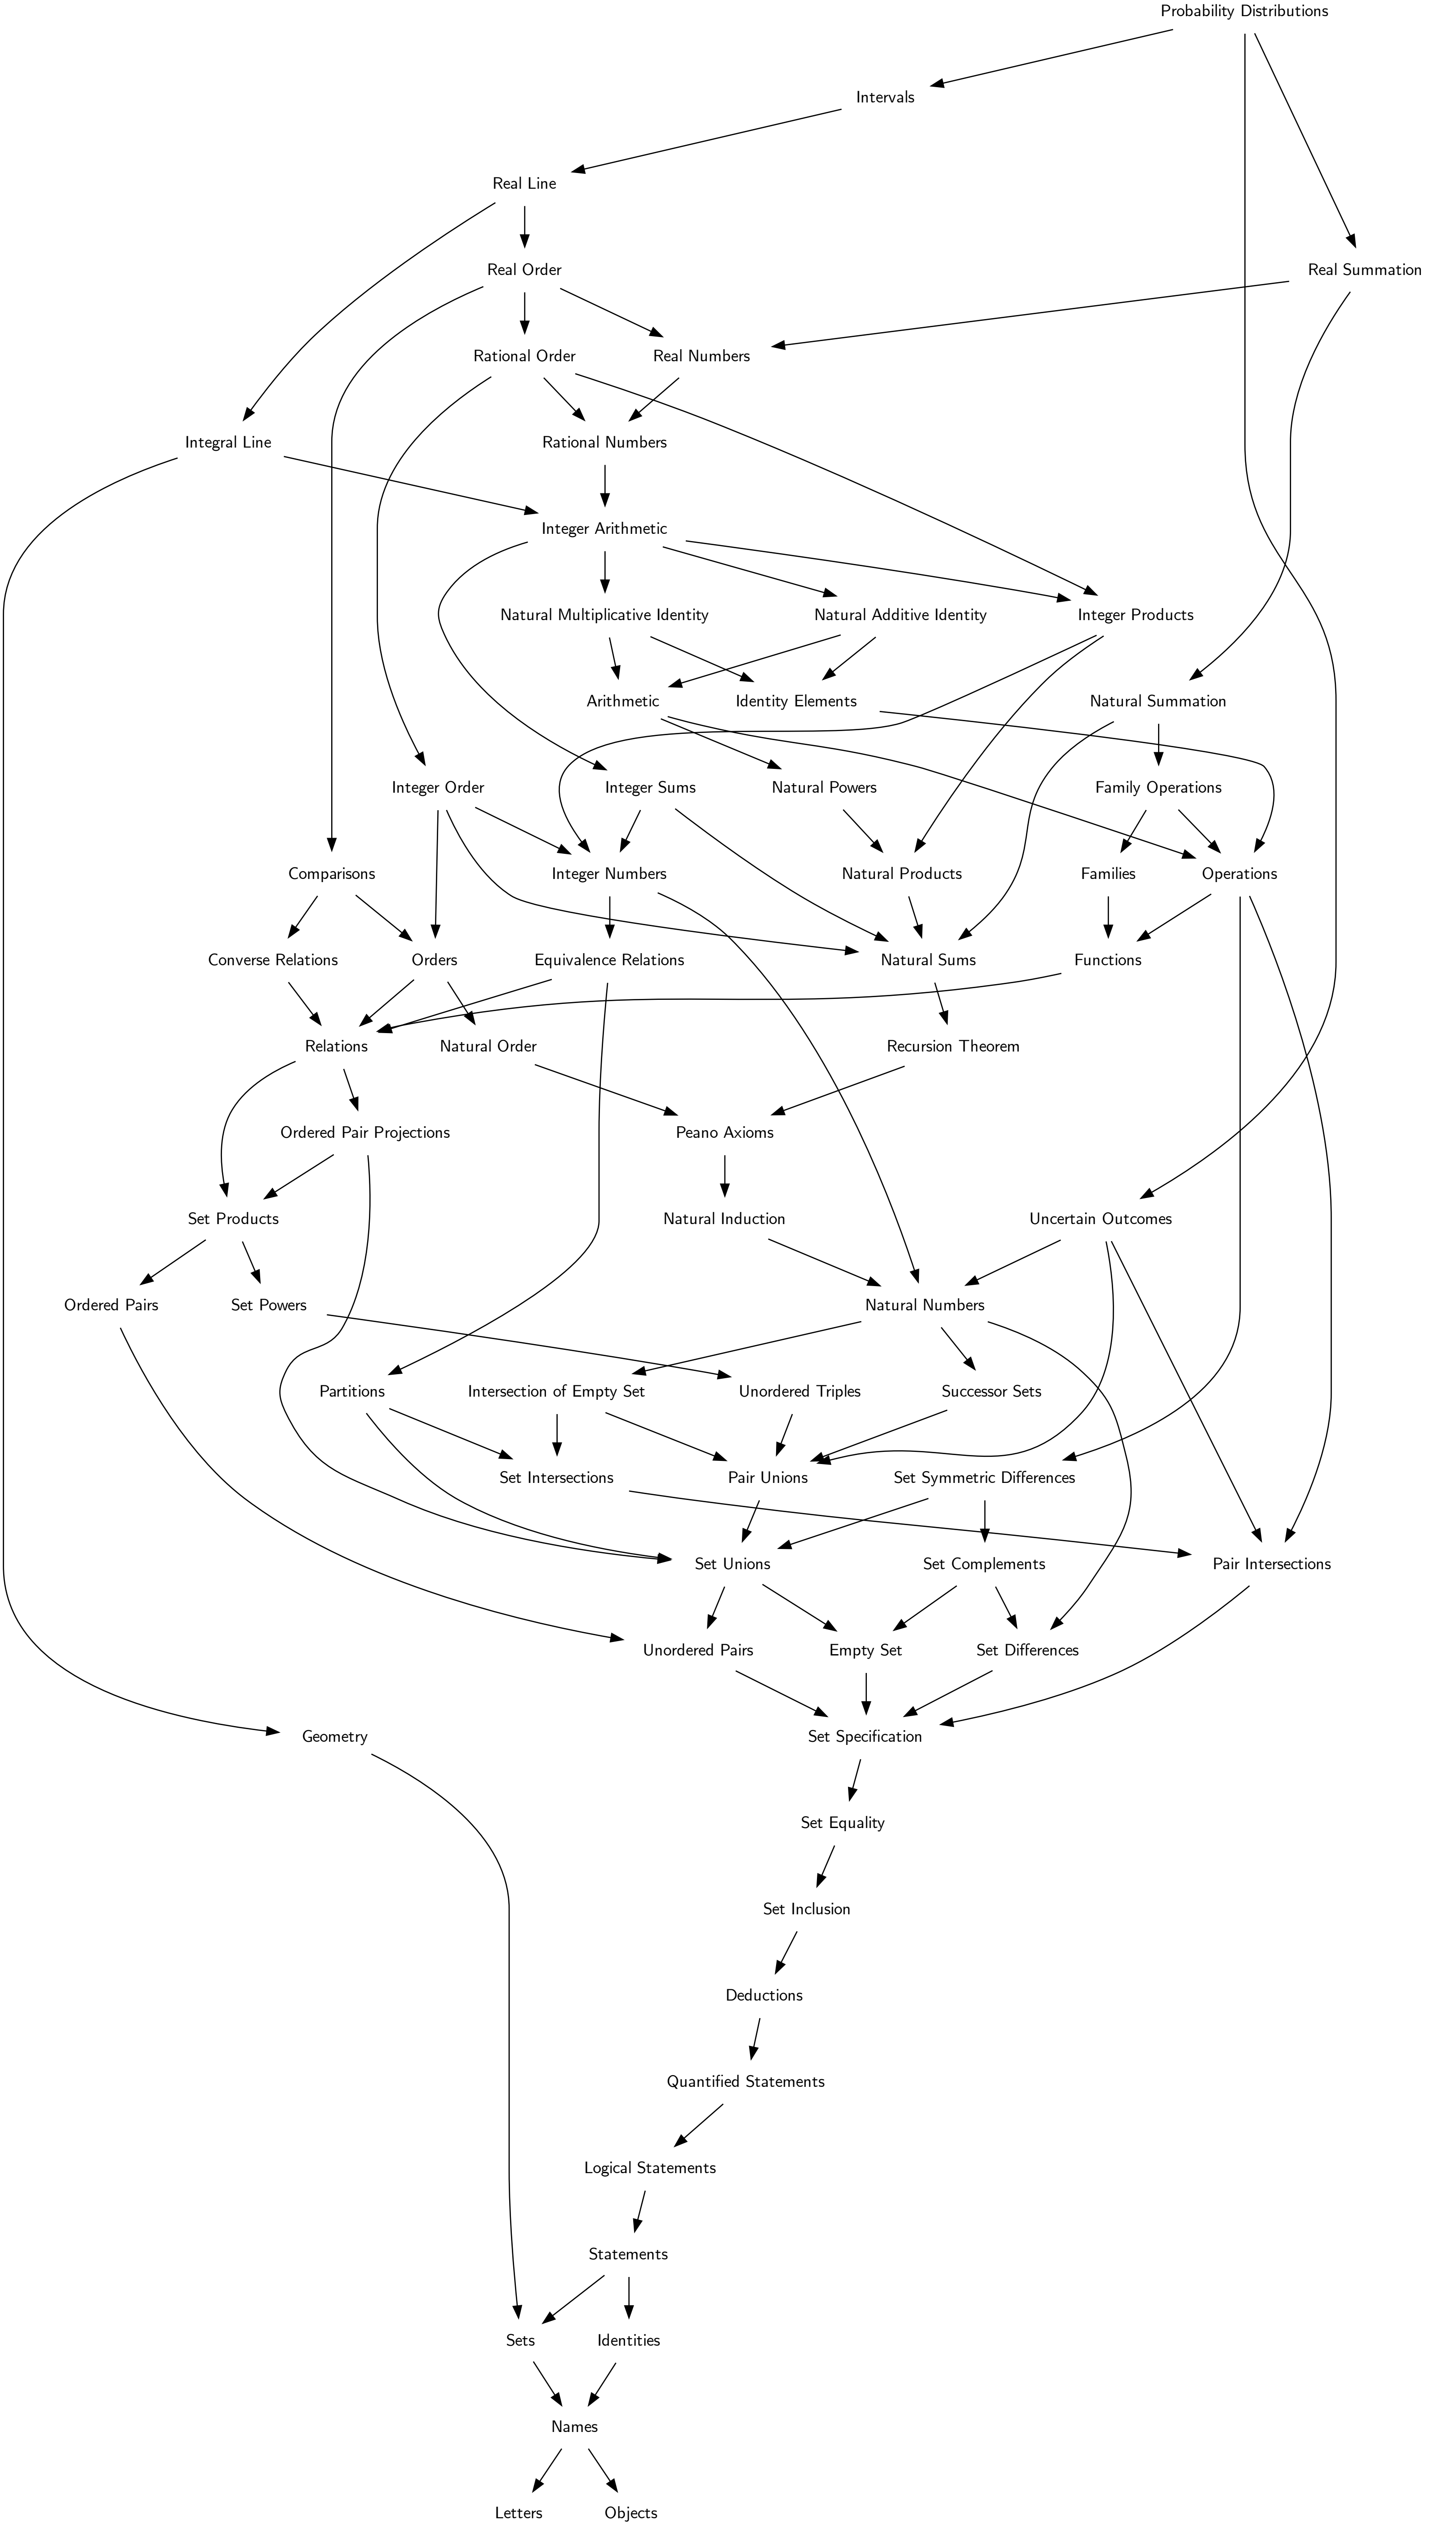 Probability Distributions
Intervals
Real Line
Real Order
Real Summation
Rational Order
Real Numbers
Integral Line
Rational Numbers
Integer Arithmetic
Natural Multiplicative Identity
Natural Additive Identity
Integer Products
Arithmetic
Identity Elements
Natural Summation
Integer Order
Integer Sums
Natural Powers
Family Operations
Comparisons
Integer Numbers
Natural Products
Families
Operations
Converse Relations
Orders
Equivalence Relations
Natural Sums
Functions
Relations
Natural Order
Recursion Theorem
Ordered Pair Projections
Peano Axioms
Set Products
Natural Induction
Uncertain Outcomes
Ordered Pairs
Set Powers
Natural Numbers
Partitions
Intersection of Empty Set
Unordered Triples
Successor Sets
Set Intersections
Pair Unions
Set Symmetric Differences
Set Unions
Set Complements
Pair Intersections
Unordered Pairs
Empty Set
Set Differences
Geometry
Set Specification
Set Equality
Set Inclusion
Deductions
Quantified Statements
Logical Statements
Statements
Sets
Identities
Names
Letters
Objects